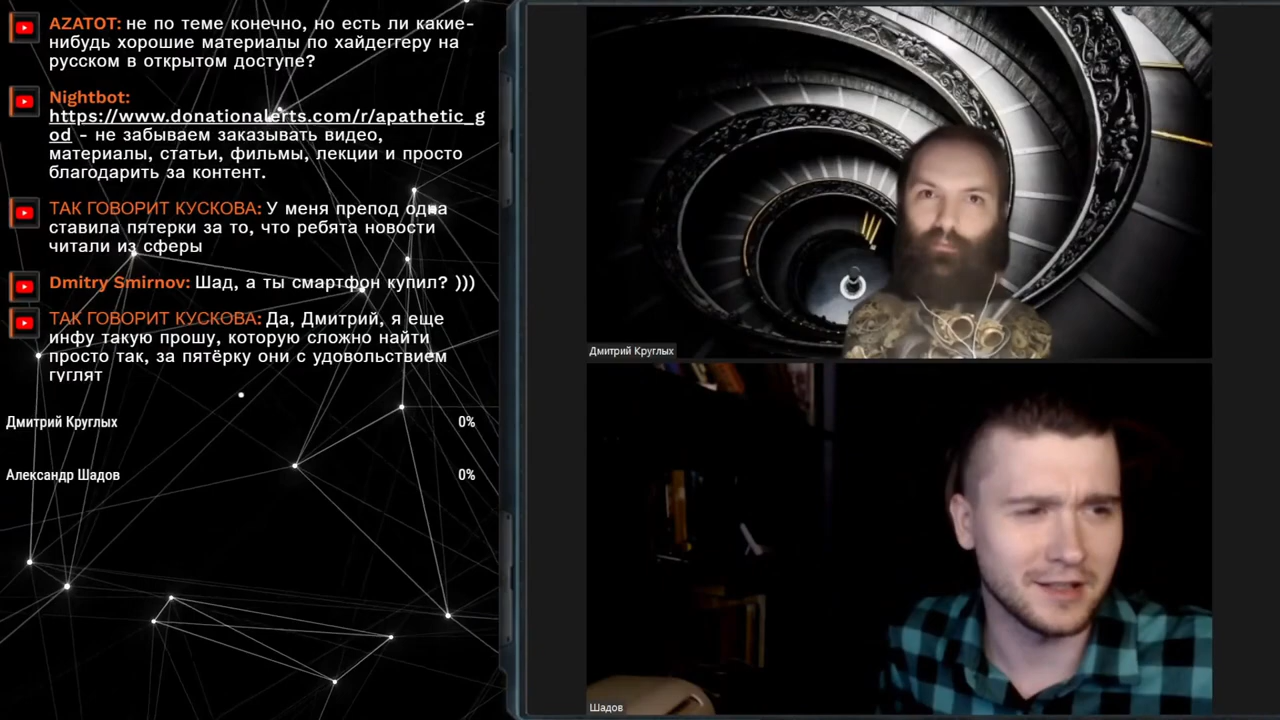 AZATOT: не по теме конечно, но есть ли какие-
нибудь хорошие материалы по хайдеггеру на
русском в открытом доступе?
Nightbot:
https://www.donationalerts.com/r/apathetic_g
od - не забываем заказывать видео,
материалы, статьи, фильмы, лекции и просто
благодарить за контент.
ТАК ГОВОРИТ КУСКОВА: У меня препод одна
ставила пятерки за то, что ребята новости
читали из сферы
Dmitry Smirnov: Шад, а ты смартфон купил? )))
ТАК ГОВОРИТ КУСКОВА: Да, Дмитрий, я еще
инфу такую прошу, которую сложно найти
просто так, за пятёрку они с удовольствием
гуглят
Дмитрий Круглых 0%
Александр Шадов 0%
Дмитрий Круглых
Шадов